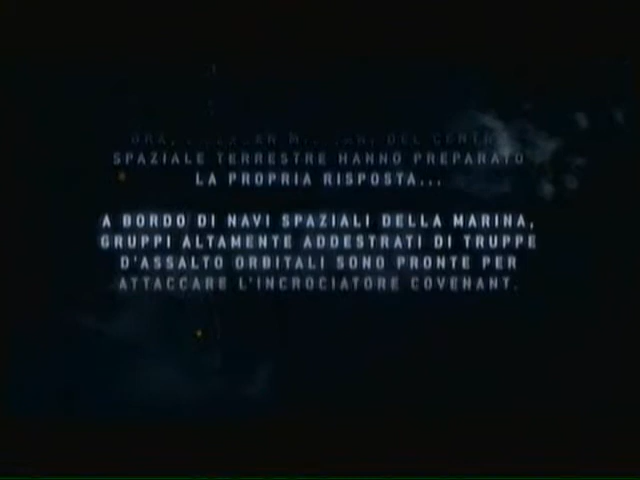 SPAZIALE TERRESTRE HANNO PREPARATO
LA PROPRIA RISPOSTA...
A BORDO DI NAVI SPAZIALI DELLA MARINA,
GRUPPI ALTAMENTE ADDESTRATI DI TRUPPE
D'ASSALTO ORBITALI SONO PRONTE PER
ATTACCARE L'INCROCIATORE COVENANT.